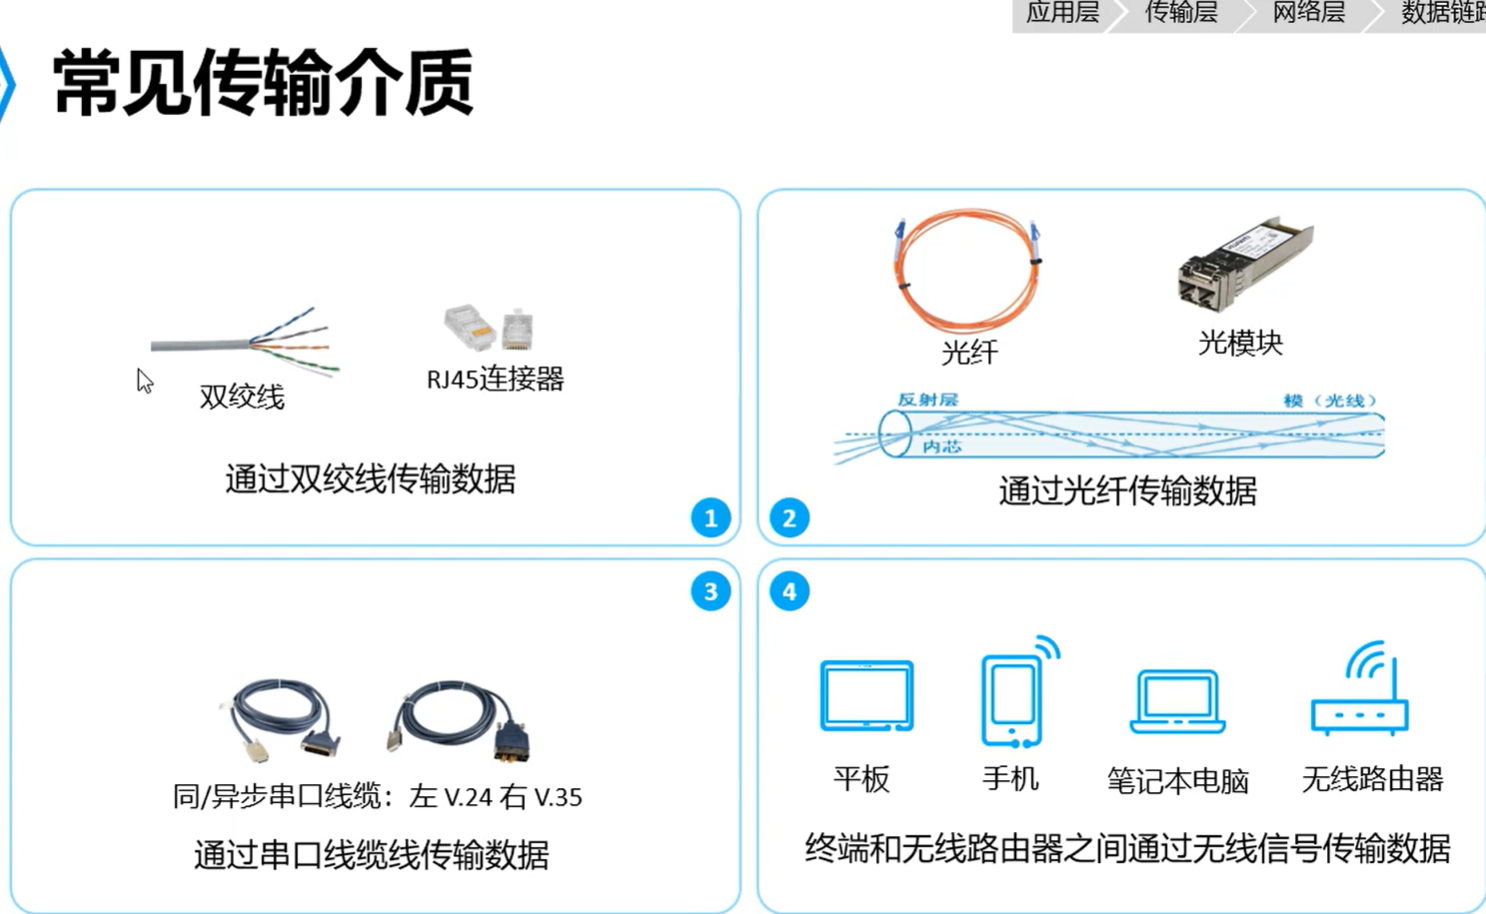 应用层
传输层
网络层
数据链路
常见传输介质
双绞线
RJ45连接器
通过双绞线传输数据
1
光纤
光模块
反射层
模（光线）
内芯
通过光纤传输数据
2
3
同/异步串口线缆：左 V.24 右 V.35
通过串口线缆线传输数据
4
平板
手机
笔记本电脑
无线路由器
终端和无线路由器之间通过无线信号传输数据